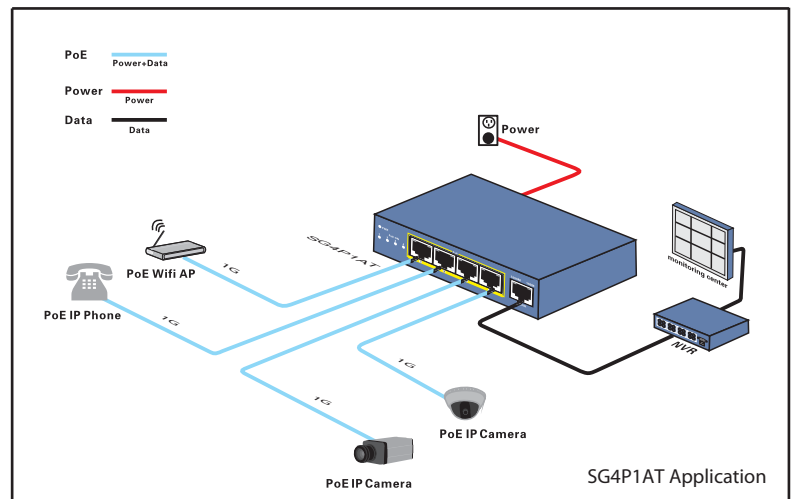 PoE
Power+Data
Power
Power
Data
Data
Power
SG4P1AT
1G
PoE Wifi AP
PoE IP Phone
1G
monitoring center
NVR
1G
1G
PoE IP Camera
PoE IP Camera
SG4P1AT Application